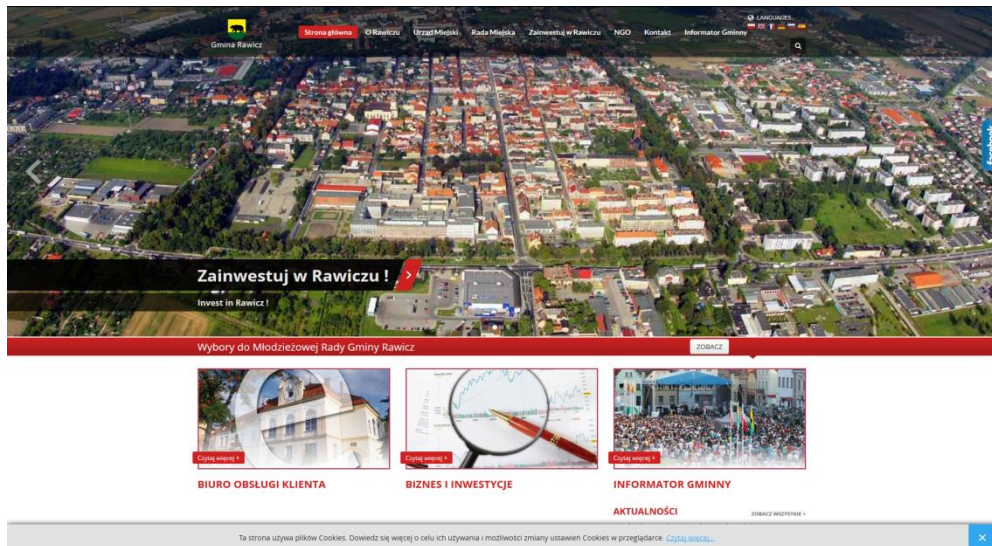 LANGUAGES
Gmina Rawicz
Strona główna O Rawiczu Urząd Miejski Rada Miejska Zainwestuj w Rawiczu NGO Kontakt Informator Gminny
facebook
Zainwestuj w Rawiczu ! >
Invest in Rawicz !
Wybory do Młodzieżowej Rady Gminy Rawicz ZOBACZ
Czytaj więcej + Czytaj więcej + Czytaj więcej +
BIURO OBSŁUGI KLIENTA BIZNES I INWESTYCJE INFORMATOR GMINNY
AKTUALNOŚCI ZOBACZ WSZYSTKIE +
Ta strona używa plików Cookies. Dowiedz się więcej o celu ich używania i możliwości zmiany ustawień Cookies w przeglądarce. Czytaj więcej... ×